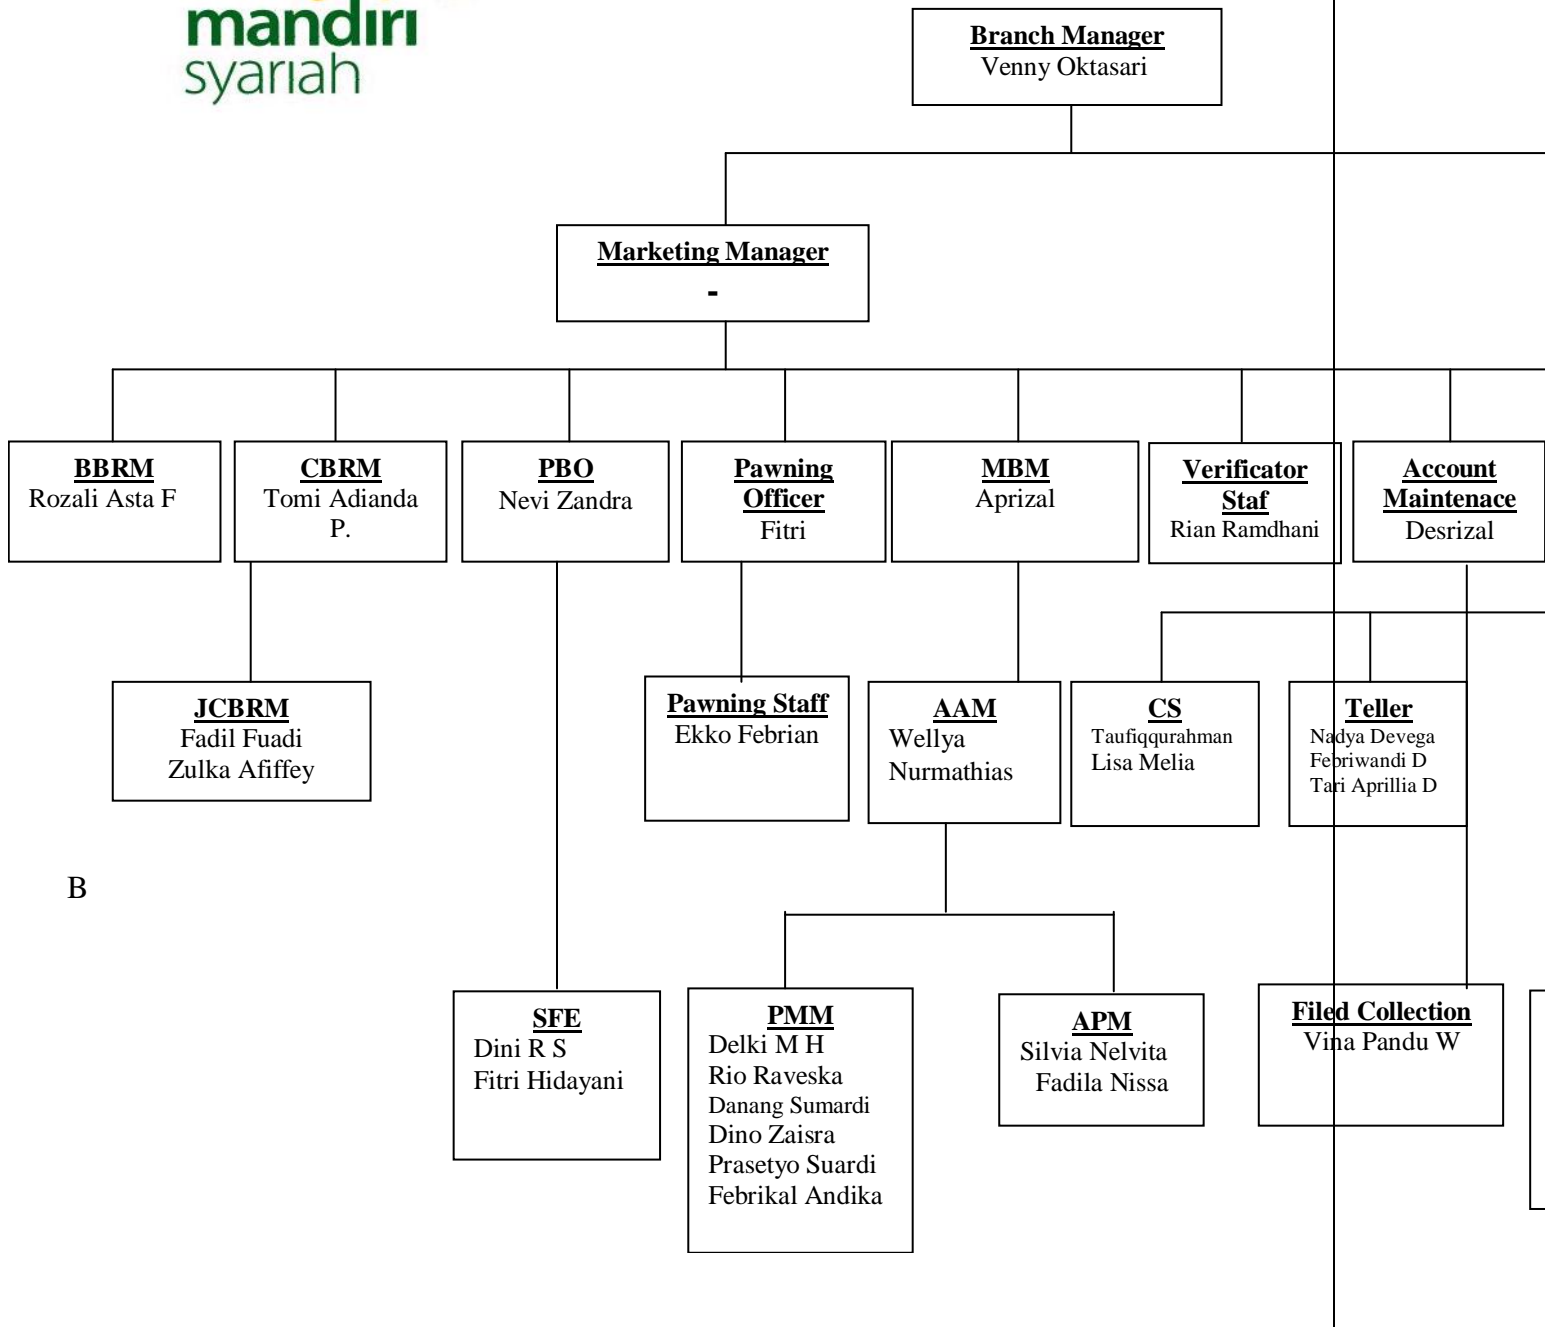 mandırı
syarıah
Branch Manager
Venny Oktasari
Marketing Manager
-
BBRM
Rozali Asta F
CBRM
Tomi Adianda
P.
PBO
Nevi Zandra
Pawning
Officer
Fitri
MBM
Aprizal
Verificator
Staf
Rian Ramdhani
Account
Maintenace
Desrizal
JCBRM
Fadil Fuadi
Zulka Afiffey
Pawning Staff
Ekko Febrian
AAM
Wellya
Nurmathias
CS
Taufiqqurahman
Lisa Melia
Teller
Nadya Devega
Febriwandi D
Tari Aprillia D
B
SFE
Dini R S
Fitri Hidayani
PMM
Delki M H
Rio Raveska
Danang Sumardi
Dino Zaisra
Prasetyo Suardi
Febrikal Andika
APM
Silvia Nelvita
Fadila Nissa
Filed Collection
Vina Pandu W